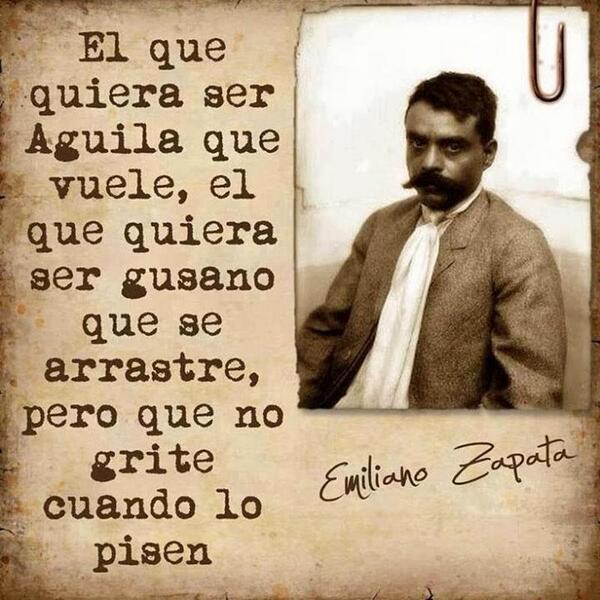 El que
quiera ser
Aguila que
vuele, el
que quiera
ser gusano
que se
arrastre,
pero que no
grite
cuando lo
pisen
Emiliano Zapata